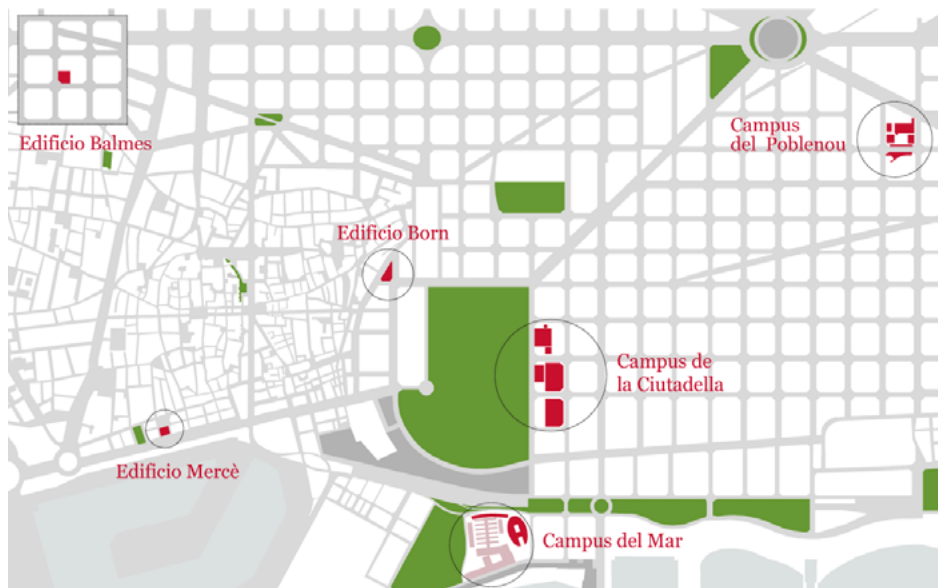 Edificio Balmes
Campus
del Poblenou
Edificio Born
Campus de
la Ciutadella
Edificio Mercè
Campus del Mar